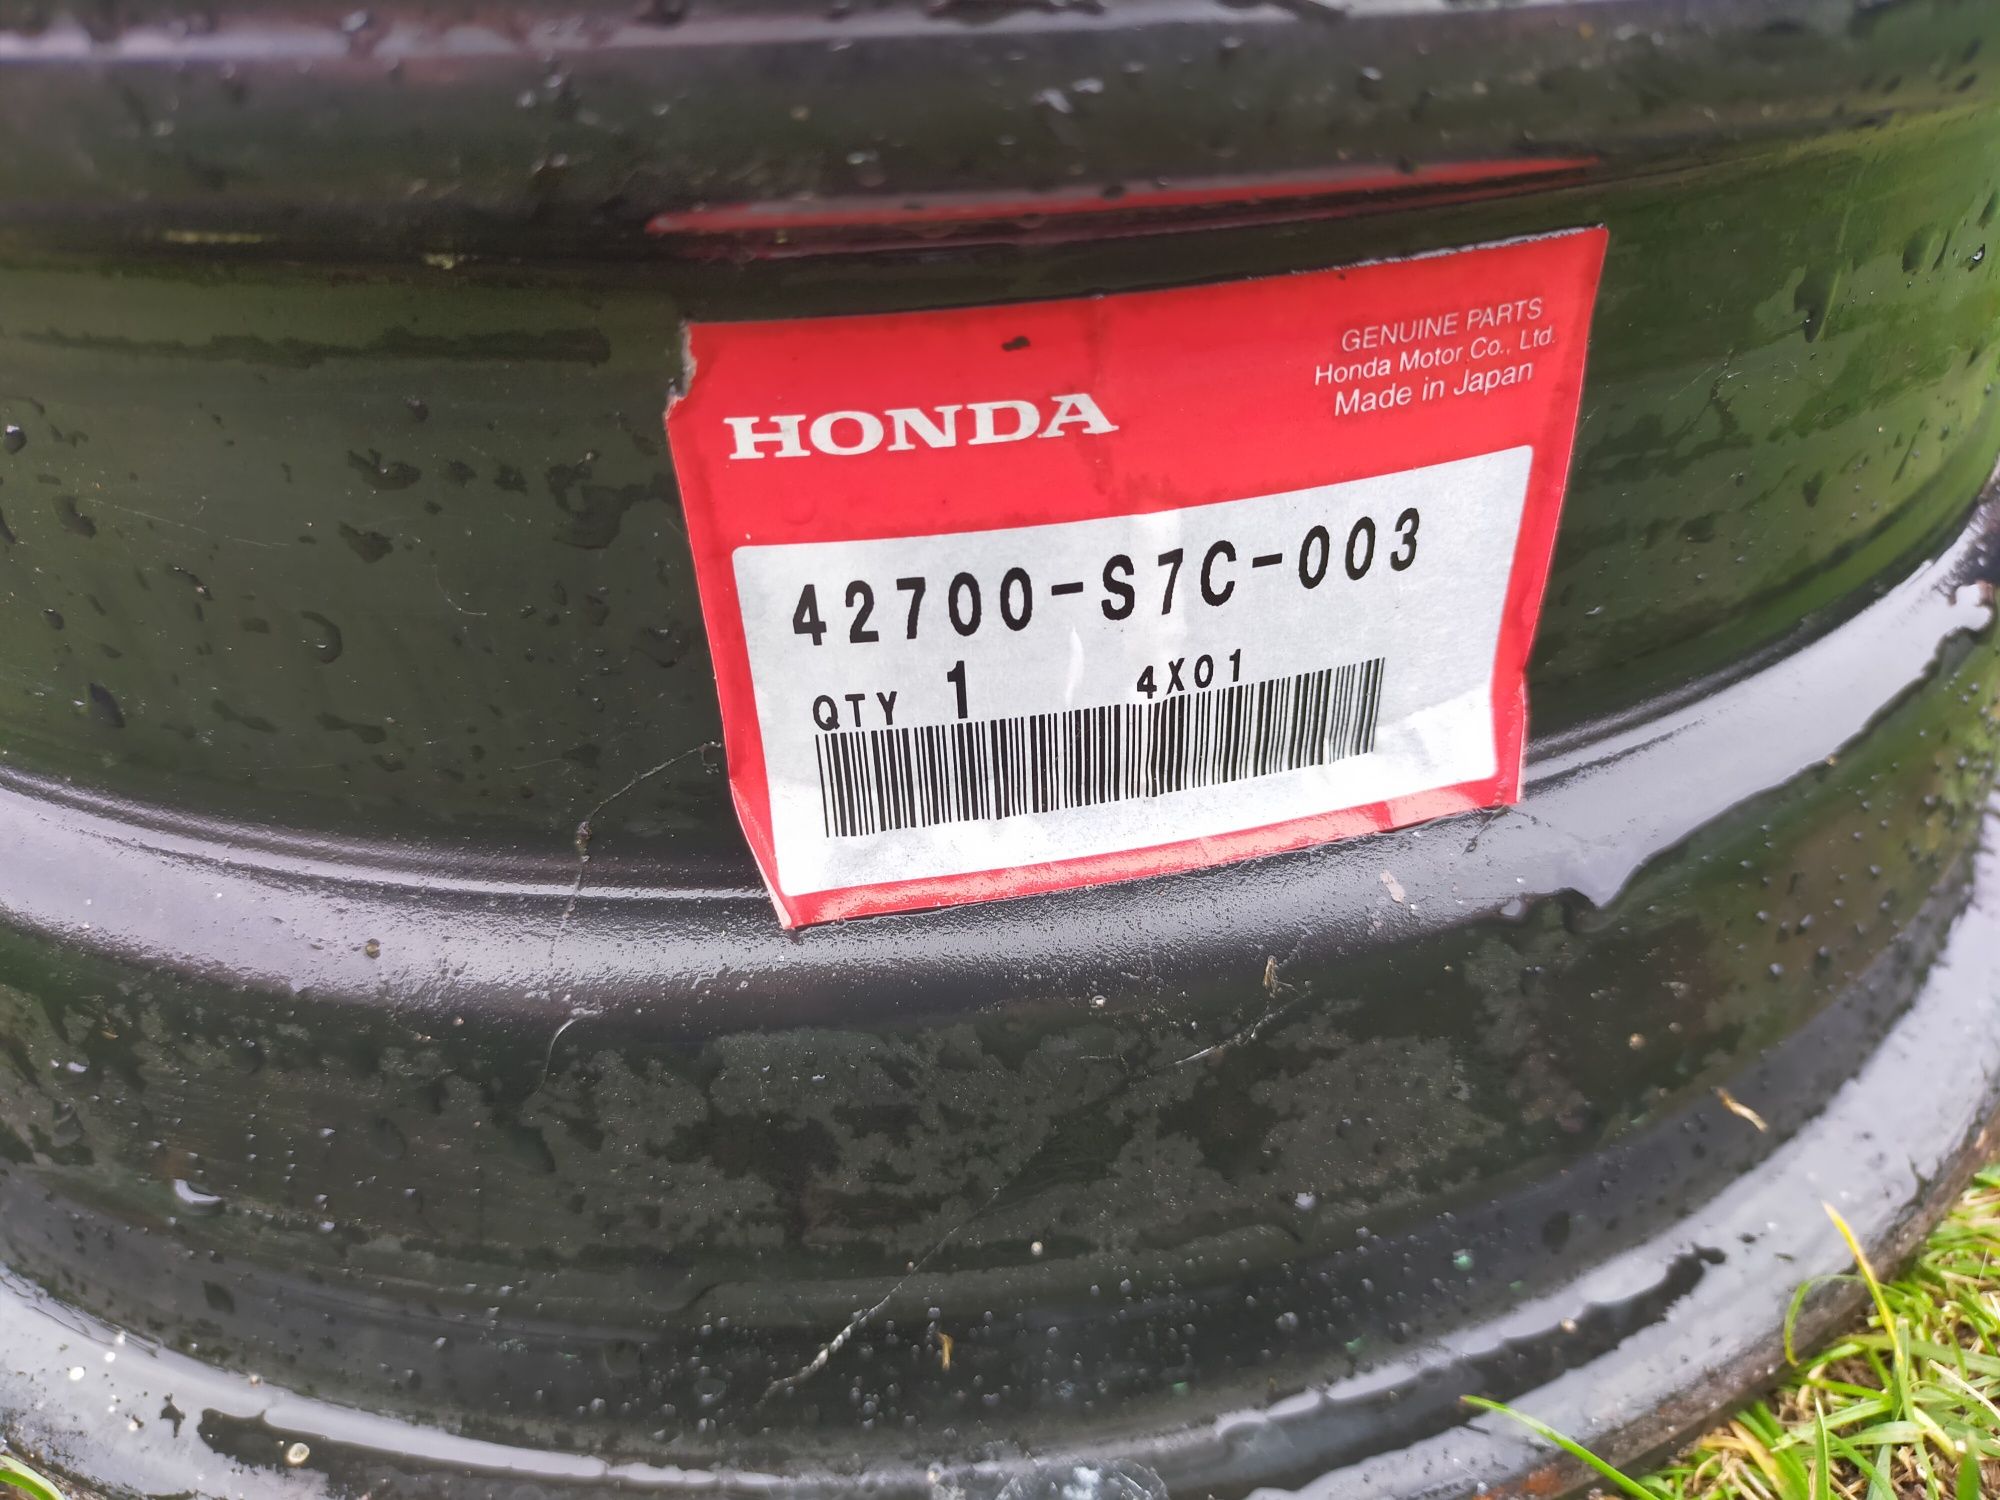 HONDA
GENUINE PARTS
Honda Motor Co., Ltd.
Made in Japan
42700-S7C-003
QTY 1 4X01